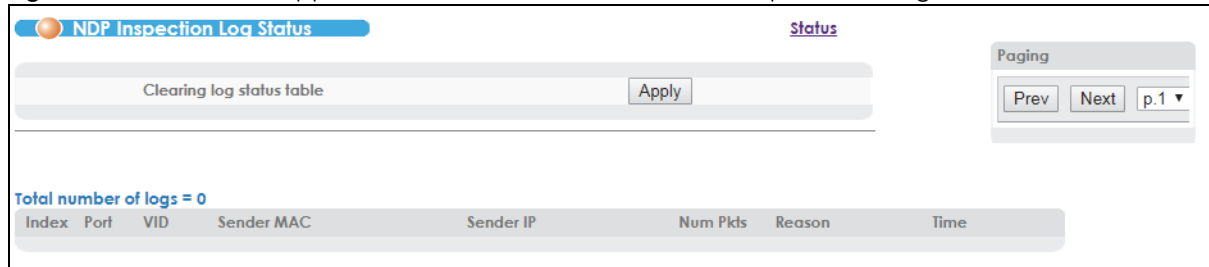 NDP Inspection Log Status
Status
Paging
Clearing log status table
Apply
Prev Next p.1
Total number of logs = 0
Index Port VID Sender MAC Sender IP Num Pkts Reason Time